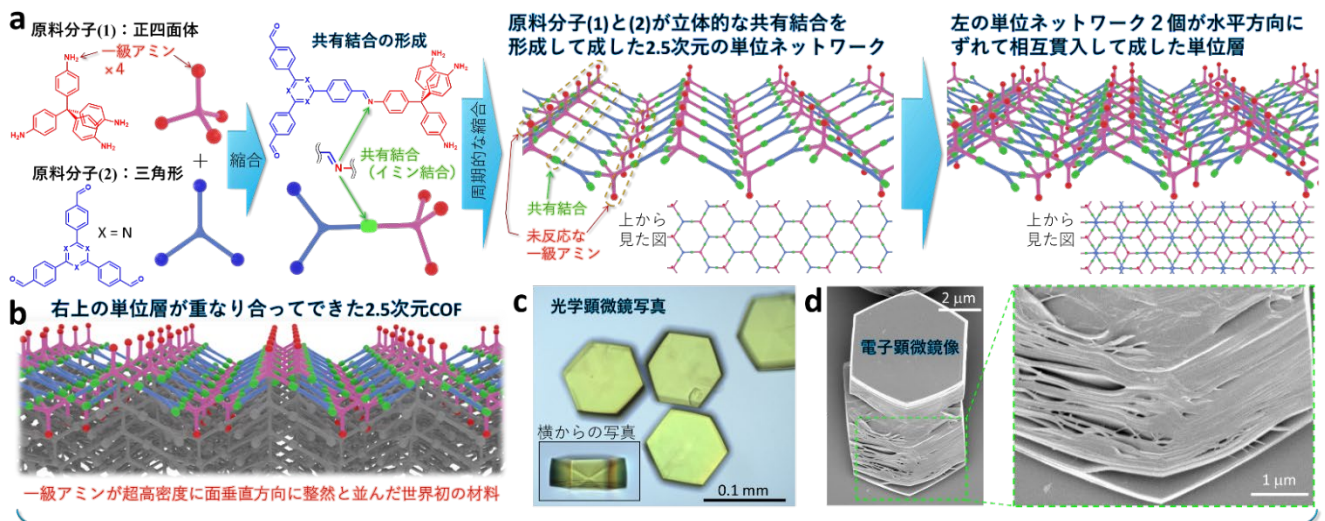 a
原料分子(1)：正四面体
一級アミン
×4
NH₂
H₂N
NH₂
NH₂
+
原料分子(2)：三角形
X = N
縮合
共有結合の形成
NH₂
NH₂
NH₂
N
共有結合
（イミン結合）
周期的な縮合
原料分子(1)と(2)が立体的な共有結合を
形成して成した2.5次元の単位ネットワーク
共有結合
未反応な
一級アミン
上から
見た図
左の単位ネットワーク２個が水平方向に
ずれて相互貫入して成した単位層
上から
見た図
b
右上の単位層が重なり合ってできた2.5次元COF
一級アミンが超高密度に面垂直方向に整然と並んだ世界初の材料
c
光学顕微鏡写真
横からの写真
0.1 mm
d
2 μm
電子顕微鏡像
1 μm